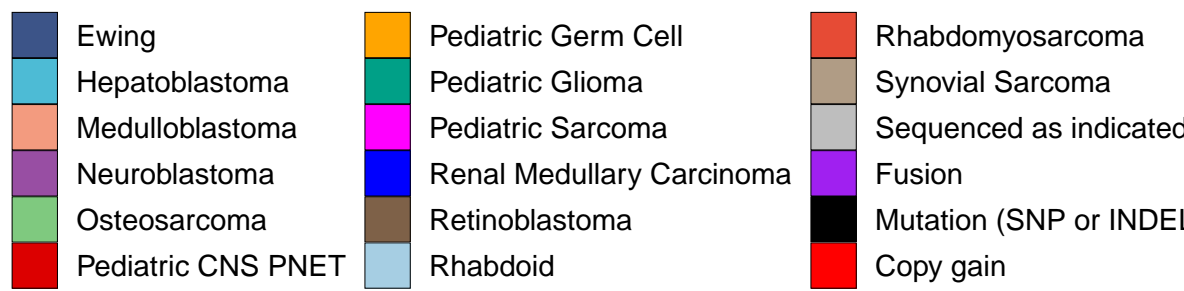 Ewing
Hepatoblastoma
Medulloblastoma
Neuroblastoma
Osteosarcoma
Pediatric CNS PNET
Pediatric Germ Cell
Pediatric Glioma
Pediatric Sarcoma
Renal Medullary Carcinoma
Retinoblastoma
Rhabdoid
Rhabdomyosarcoma
Synovial Sarcoma
Sequenced as indicated
Fusion
Mutation (SNP or INDEL
Copy gain